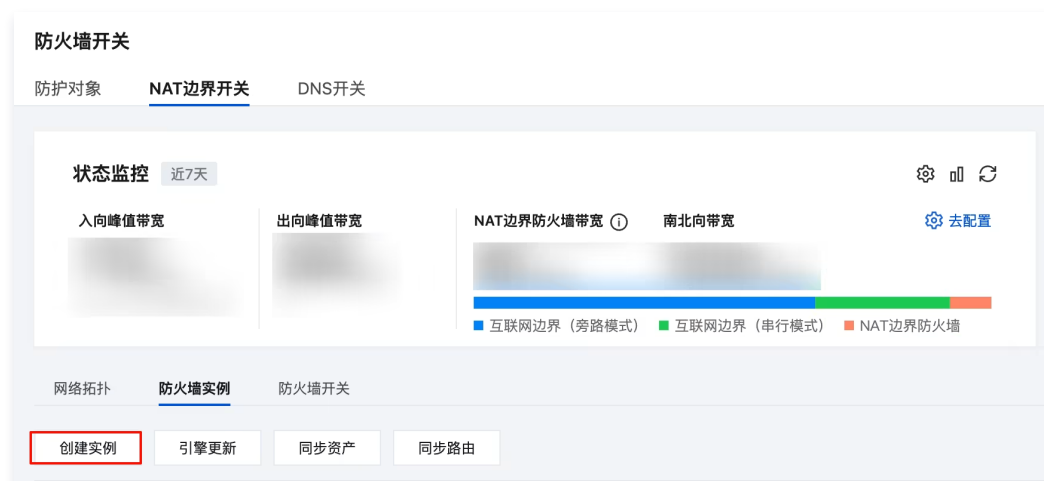 防火墙开关
防护对象 NAT边界开关 DNS开关
状态监控 近7天
入向峰值带宽 出向峰值带宽 NAT边界防火墙带宽 南北向带宽 去配置
互联网边界（旁路模式） 互联网边界（串行模式） NAT边界防火墙
网络拓扑 防火墙实例 防火墙开关
创建实例 引擎更新 同步资产 同步路由